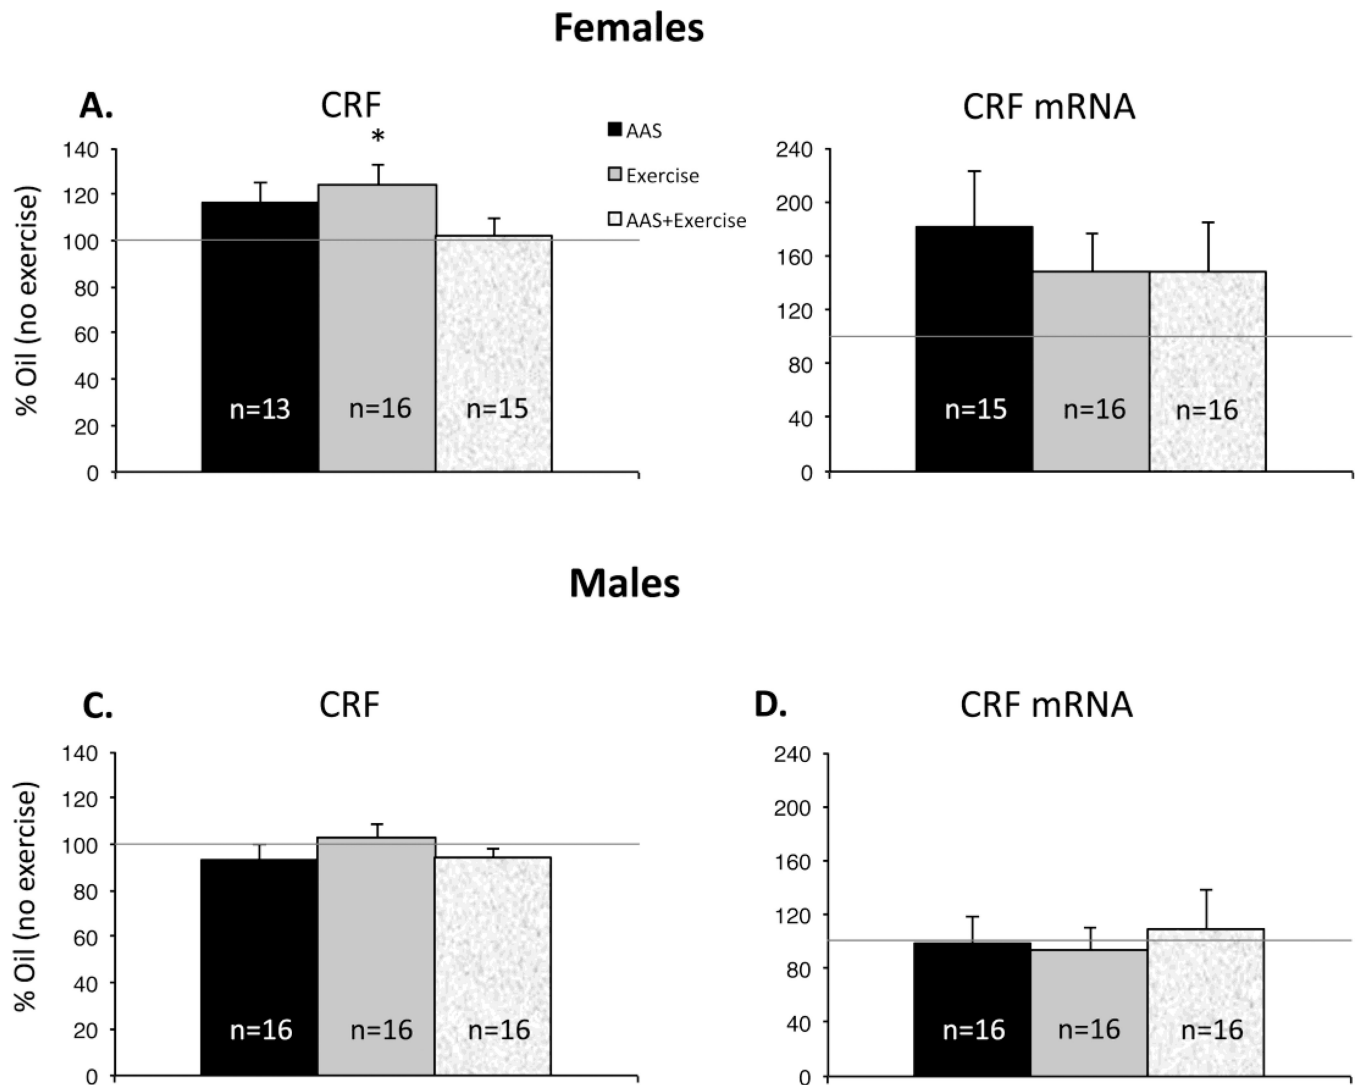 Females
A.
CRF
CRF mRNA
*
AAS
Exercise
AAS+Exercise
% Oil (no exercise)
140
120
100
80
60
40
20
0
n=13
n=16
n=15
240
200
160
120
80
40
0
n=15
n=16
n=16
Males
C.
CRF
D.
CRF mRNA
% Oil (no exercise)
140
120
100
80
60
40
20
0
n=16
n=16
n=16
240
200
160
120
80
40
0
n=16
n=16
n=16